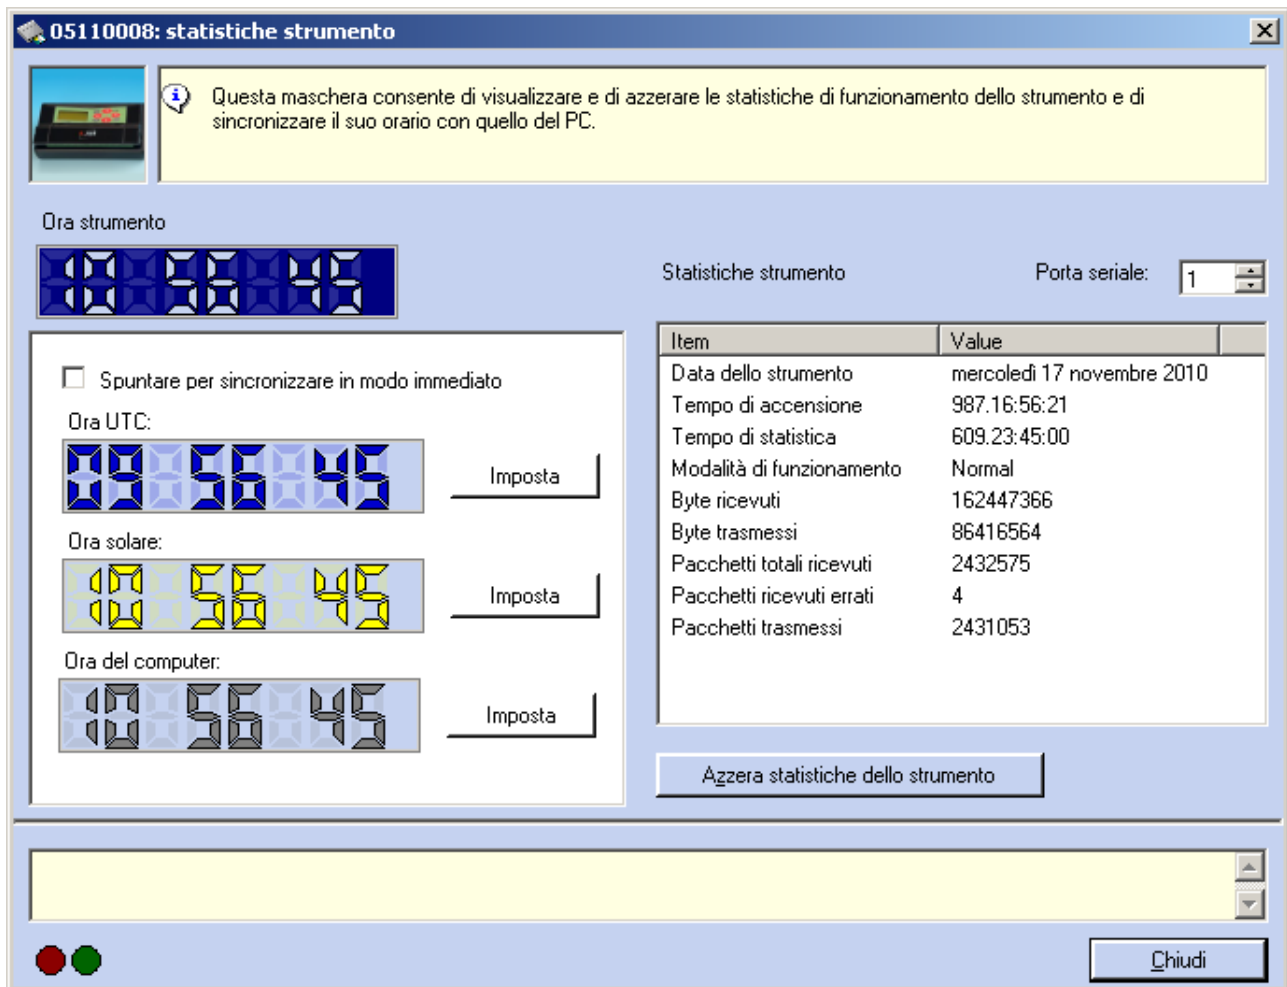 05110008: statistiche strumento
Questa maschera consente di visualizzare e di azzerare le statistiche di funzionamento dello strumento e di
sincronizzare il suo orario con quello del PC.
Ora strumento
10 56 45
Statistiche strumento Porta seriale: 1
Spuntare per sincronizzare in modo immediato
Ora UTC:
09 56 45 Imposta
Ora solare:
10 56 45 Imposta
Ora del computer:
10 56 45 Imposta
Item Value
Data dello strumento mercoledì 17 novembre 2010
Tempo di accensione 987.16:56:21
Tempo di statistica 609.23:45:00
Modalità di funzionamento Normal
Byte ricevuti 162447366
Byte trasmessi 86416564
Pacchetti totali ricevuti 2432575
Pacchetti ricevuti errati 4
Pacchetti trasmessi 2431053
Azzera statistiche dello strumento
Chiudi